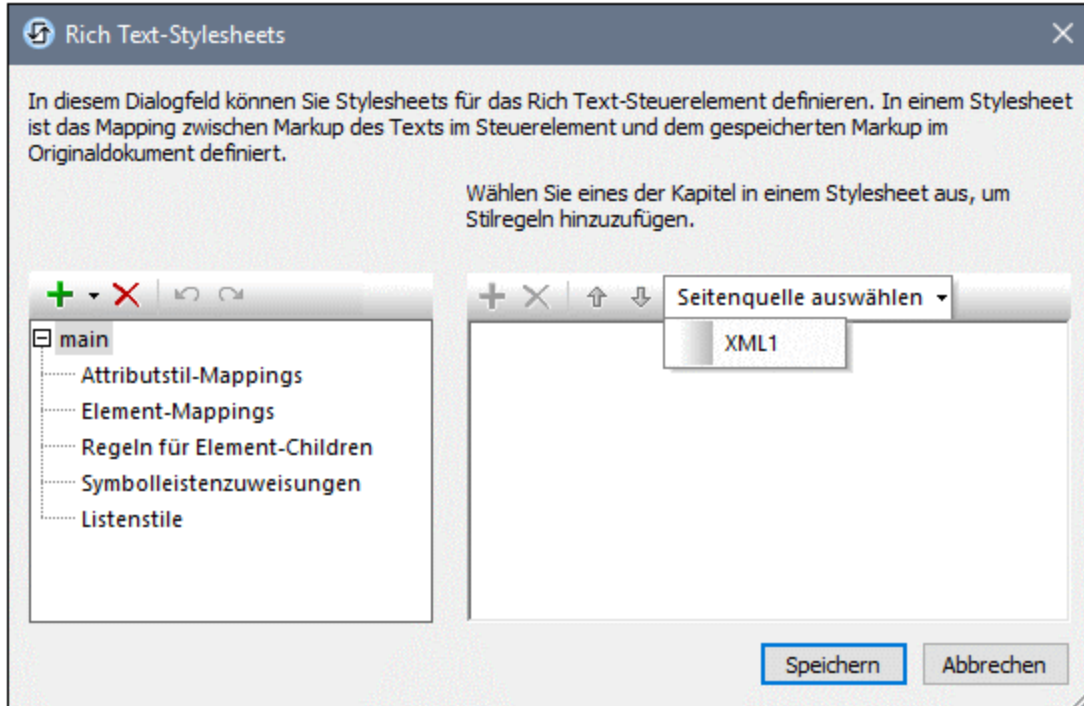 Rich Text-Stylesheets
In diesem Dialogfeld können Sie Stylesheets für das Rich Text-Steuerelement definieren. In einem Stylesheet
ist das Mapping zwischen Markup des Texts im Steuerelement und dem gespeicherten Markup im
Originaldokument definiert.
Wählen Sie eines der Kapitel in einem Stylesheet aus, um
Stilregeln hinzuzufügen.
Seitenquelle auswählen
XML1
main
Attributstil-Mappings
Element-Mappings
Regeln für Element-Children
Symbolleistenzuweisungen
Listenstile
Speichern
Abbrechen